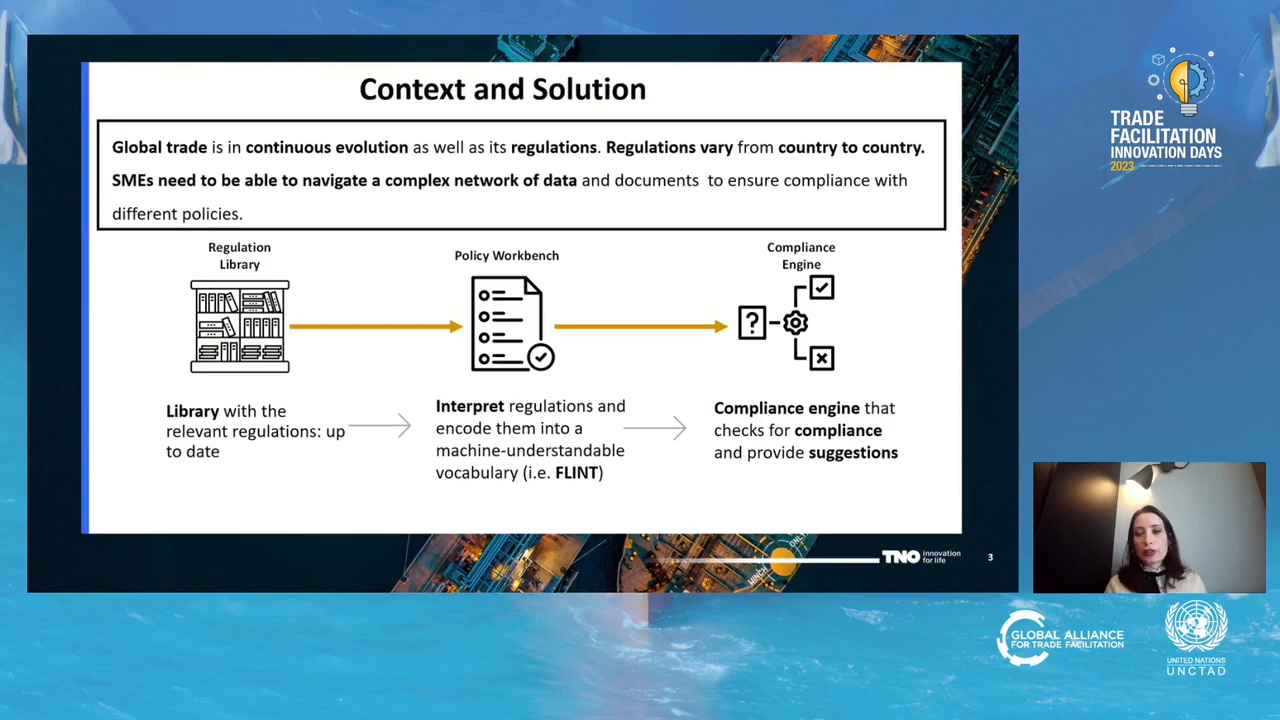 Context and Solution
Global trade is in continuous evolution as well as its regulations. Regulations vary from country to country.
SMEs need to be able to navigate a complex network of data and documents to ensure compliance with
different policies.
Regulation
Library
Policy Workbench
Compliance
Engine
Library with the
relevant regulations: up
to date
Interpret regulations and
encode them into a
machine-understandable
vocabulary (i.e. FLINT)
Compliance engine that
checks for compliance
and provide suggestions
?
WINCH
ONLY
TNO innovation
for life
3
TRADE
FACILITATION
INNOVATION DAYS
2023
GLOBAL ALLIANCE
FOR TRADE FACILITATION
UNITED NATIONS
UNCTAD